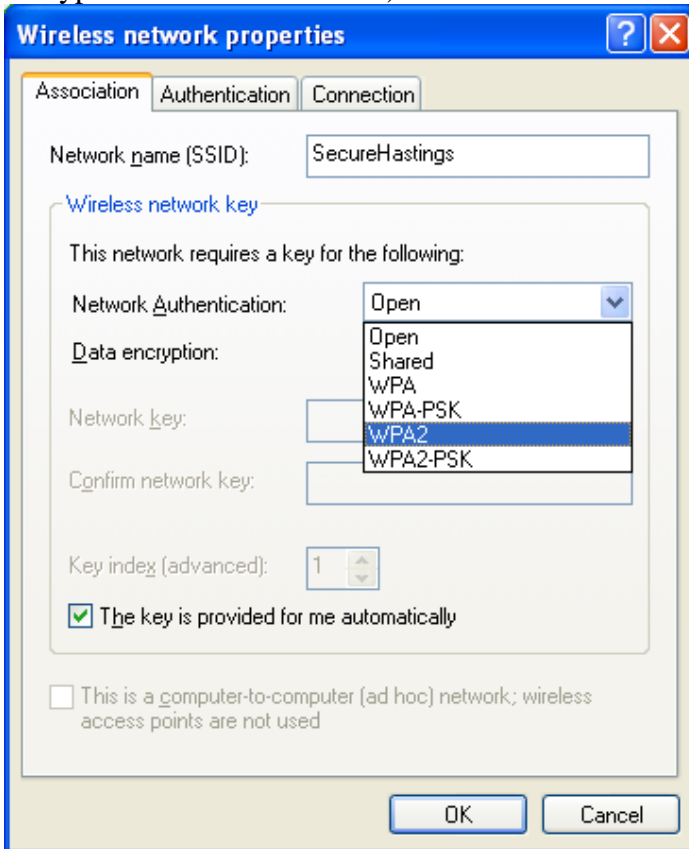 Wireless network properties
Association Authentication Connection
Network name (SSID): SecureHastings
Wireless network key
This network requires a key for the following:
Network Authentication: Open
Open
Data encryption:
Shared
WPA
WPA-PSK
Network key:
WPA2
WPA2-PSK
Confirm network key:
Key index (advanced): 1
The key is provided for me automatically
This is a computer-to-computer (ad hoc) network; wireless
access points are not used
OK Cancel